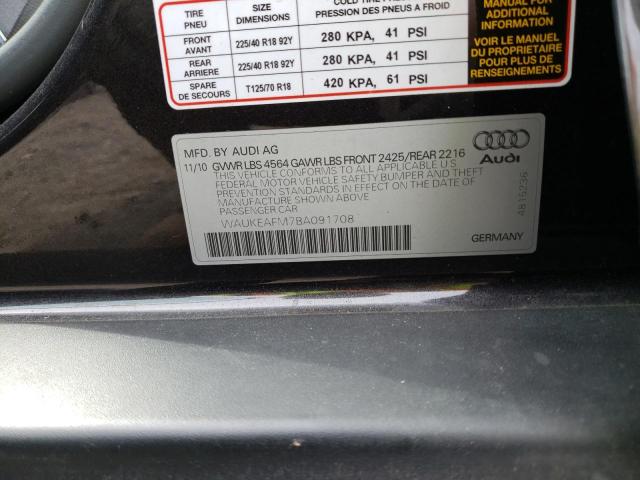 TIRE SIZE COLD TIRE
PNEU DIMENSIONS PRESSION DES PNEUS A FROID
FRONT AVANT 225/40 R18 92Y 280 KPA, 41 PSI
REAR ARRIERE 225/40 R18 92Y 280 KPA, 41 PSI
SPARE DE SECOURS T125/70 R18 420 KPA, 61 PSI
MANUAL FOR
ADDITIONAL
INFORMATION
VOIR LE MANUEL
DU PROPRIETAIRE
POUR PLUS DE
RENSEIGNEMENTS
MFD. BY AUDI AG
11/10 GVWR LBS 4564 GAWR LBS FRONT 2425/REAR 2216
THIS VEHICLE CONFORMS TO ALL APPLICABLE U.S.
FEDERAL MOTOR VEHICLE SAFETY BUMPER AND THEFT
PREVENTION STANDARDS IN EFFECT ON THE DATE OF
MANUFACTURE SHOWN ABOVE
PASSENGER CAR
WAUKEAFM7BA091708
Audi
4815236
GERMANY